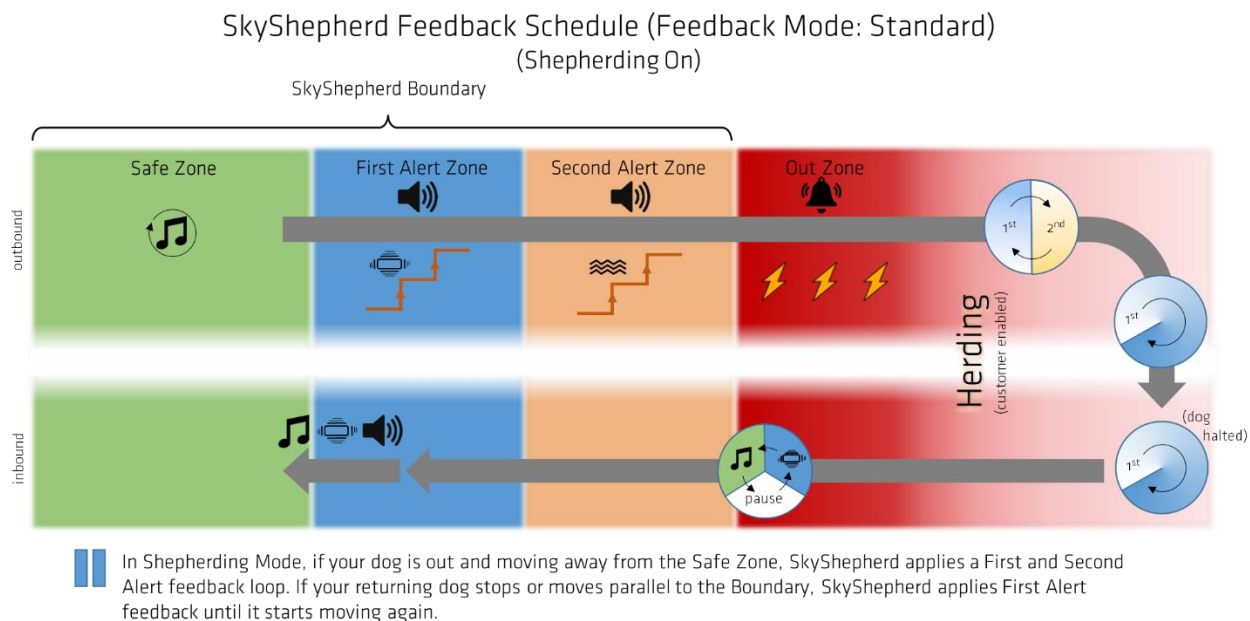 SkyShepherd Feedback Schedule (Feedback Mode: Standard)
(Shepherding On)
SkyShepherd Boundary
Safe Zone
First Alert Zone
Second Alert Zone
Out Zone
outbound
1st
2nd
1st
Herding
(customer enabled)
(dog
halted)
inbound
pause
1st
In Shepherding Mode, if your dog is out and moving away from the Safe Zone, SkyShepherd applies a First and Second
Alert feedback loop. If your returning dog stops or moves parallel to the Boundary, SkyShepherd applies First Alert
feedback until it starts moving again.